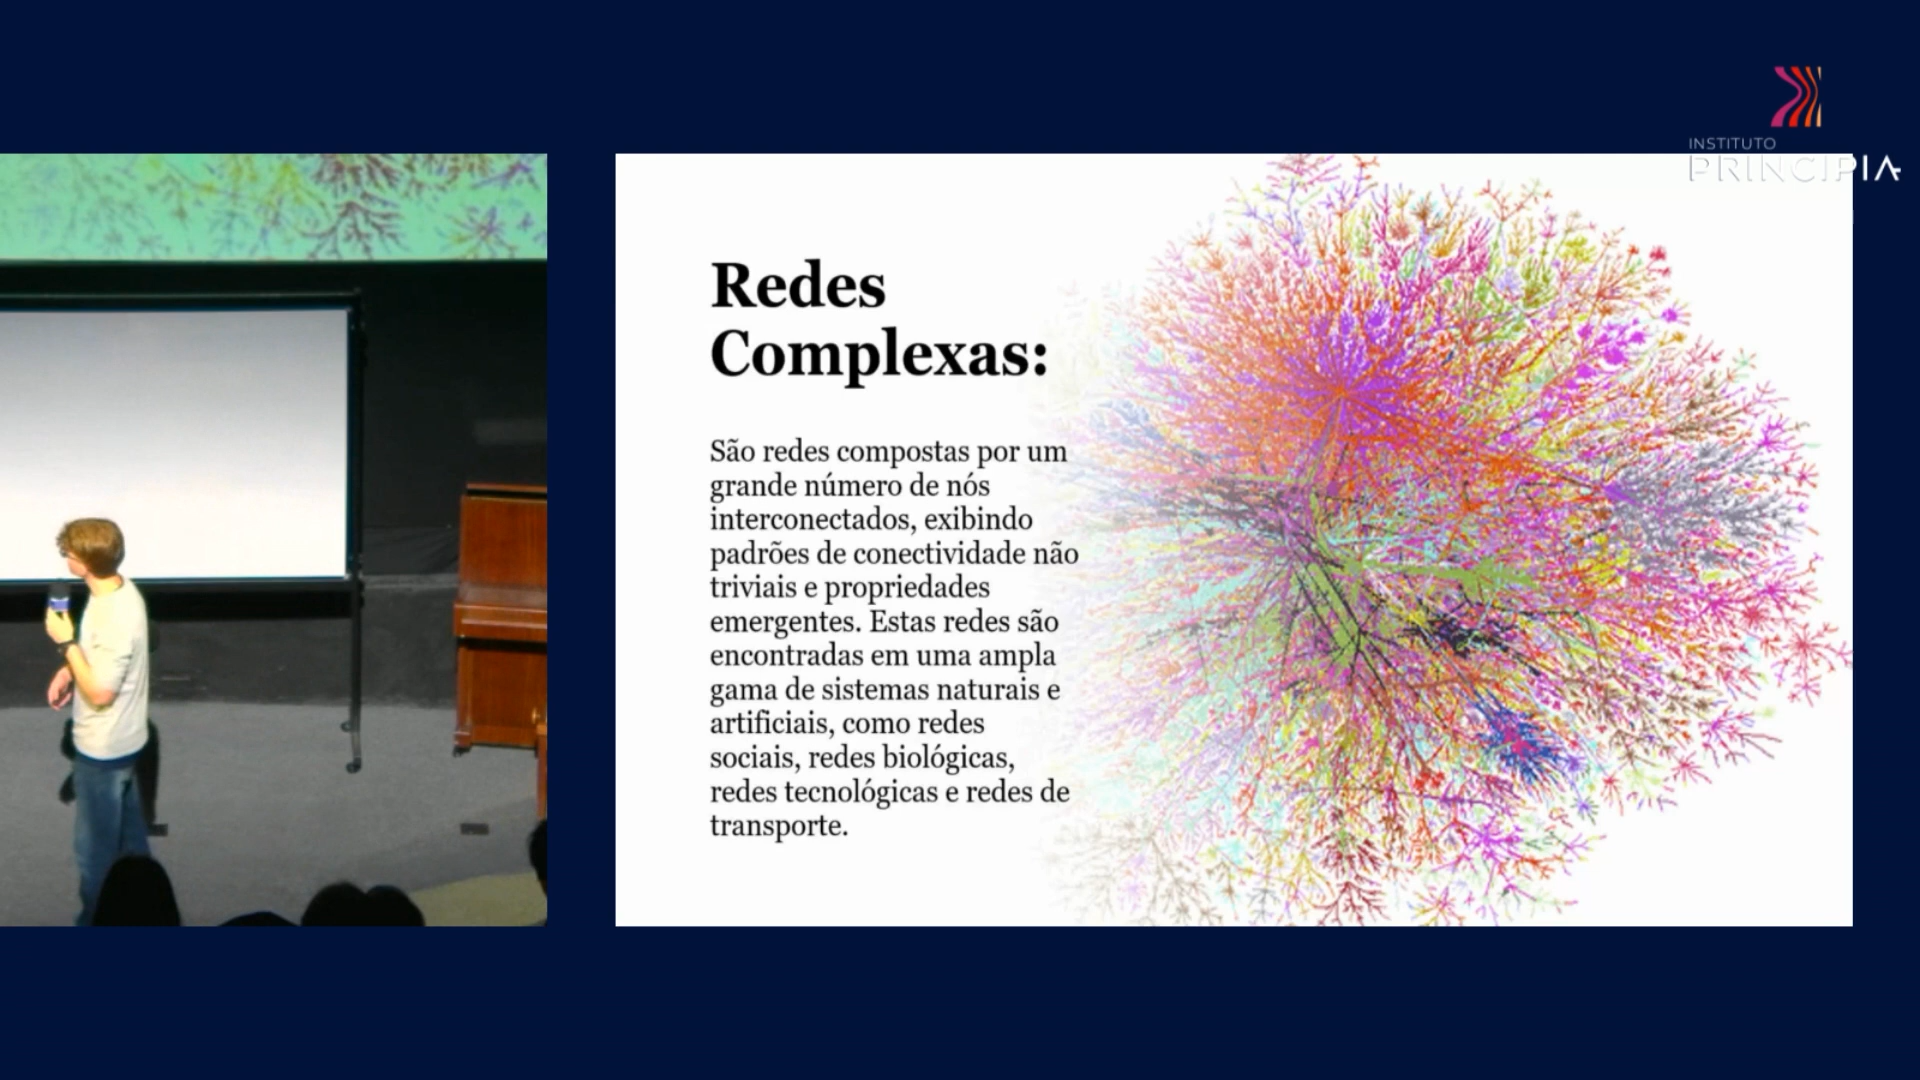 INSTITUTO
PRINCIPIA
Redes
Complexas:
São redes compostas por um
grande número de nós
interconectados, exibindo
padrões de conectividade não
triviais e propriedades
emergentes. Estas redes são
encontradas em uma ampla
gama de sistemas naturais e
artificiais, como redes
sociais, redes biológicas,
redes tecnológicas e redes de
transporte.